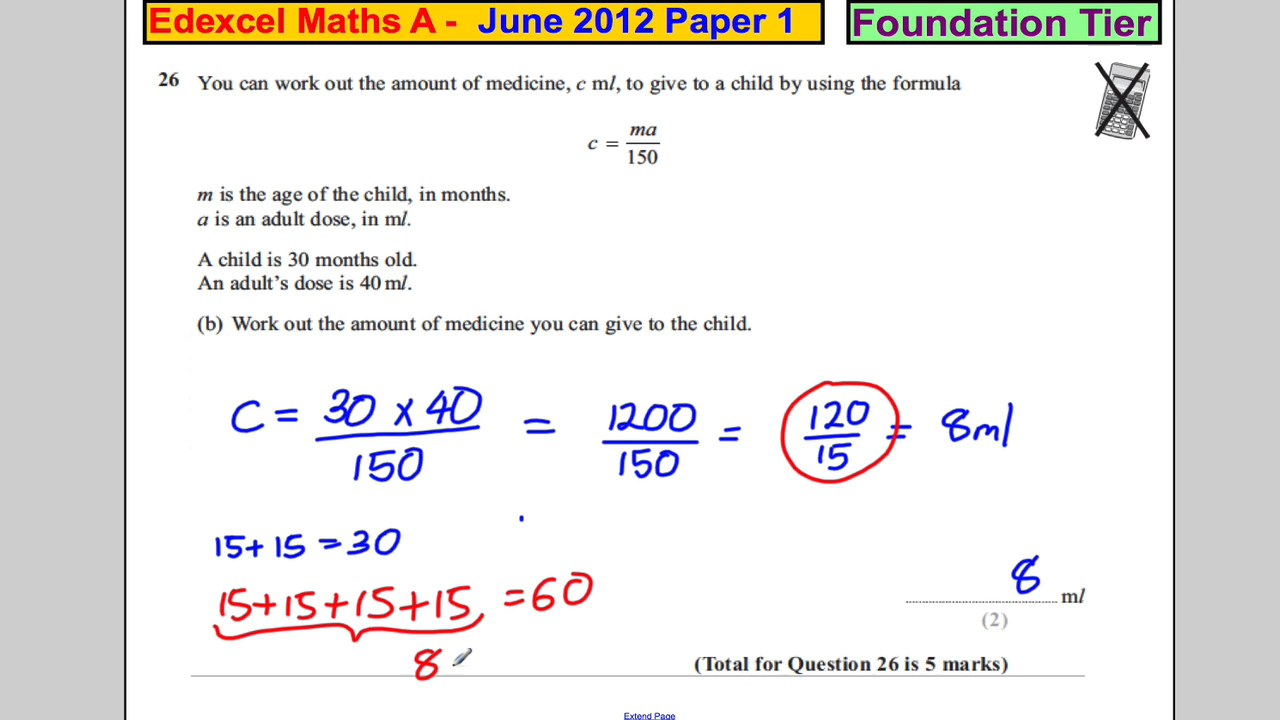 Edexcel Maths A - June 2012 Paper 1
Foundation Tier
26 You can work out the amount of medicine, c ml, to give to a child by using the formula
c = ma/150
m is the age of the child, in months.
a is an adult dose, in ml.
A child is 30 months old.
An adult's dose is 40 ml.
(b) Work out the amount of medicine you can give to the child.
C = 30 x 40/150 = 1200/150 = 120/15 = 8ml
15+15=30
15+15+15+15 =60
8
8 ml
(2)
(Total for Question 26 is 5 marks)
Extend Page